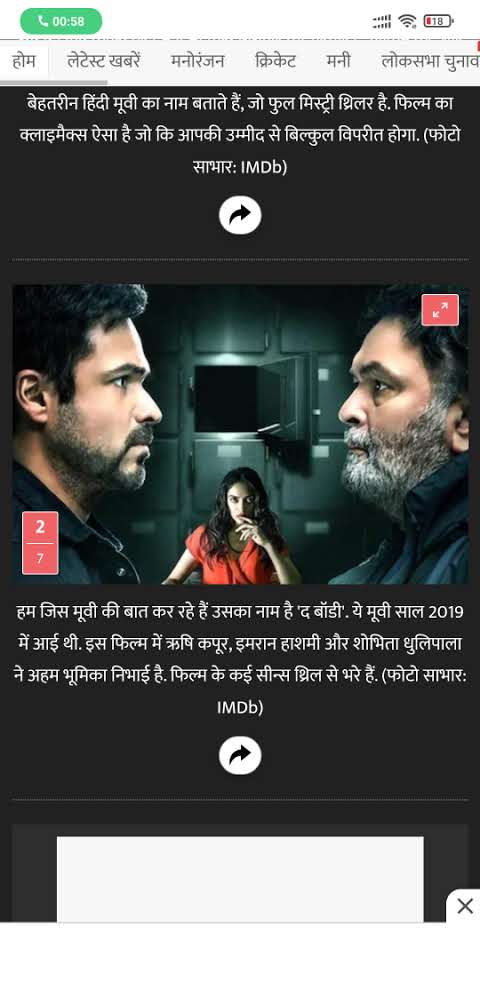 00:58
18
होम लेटेस्ट खबरें मनोरंजन क्रिकेट मनी लोकसभा चुनाव
बेहतरीन हिंदी मूवी का नाम बताते हैं, जो फुल मिस्ट्री थ्रिलर है. फिल्म का
क्लाइमैक्स ऐसा है जो कि आपकी उम्मीद से बिल्कुल विपरीत होगा. (फोटो
साभार: IMDb)
2
7
हम जिस मूवी की बात कर रहे हैं उसका नाम है 'द बॉडी'. ये मूवी साल 2019
में आई थी. इस फिल्म में ऋषि कपूर, इमरान हाशमी और शोभिता धुलिपाला
ने अहम भूमिका निभाई है. फिल्म के कई सीन्स थ्रिल से भरे हैं. (फोटो साभार:
IMDb)